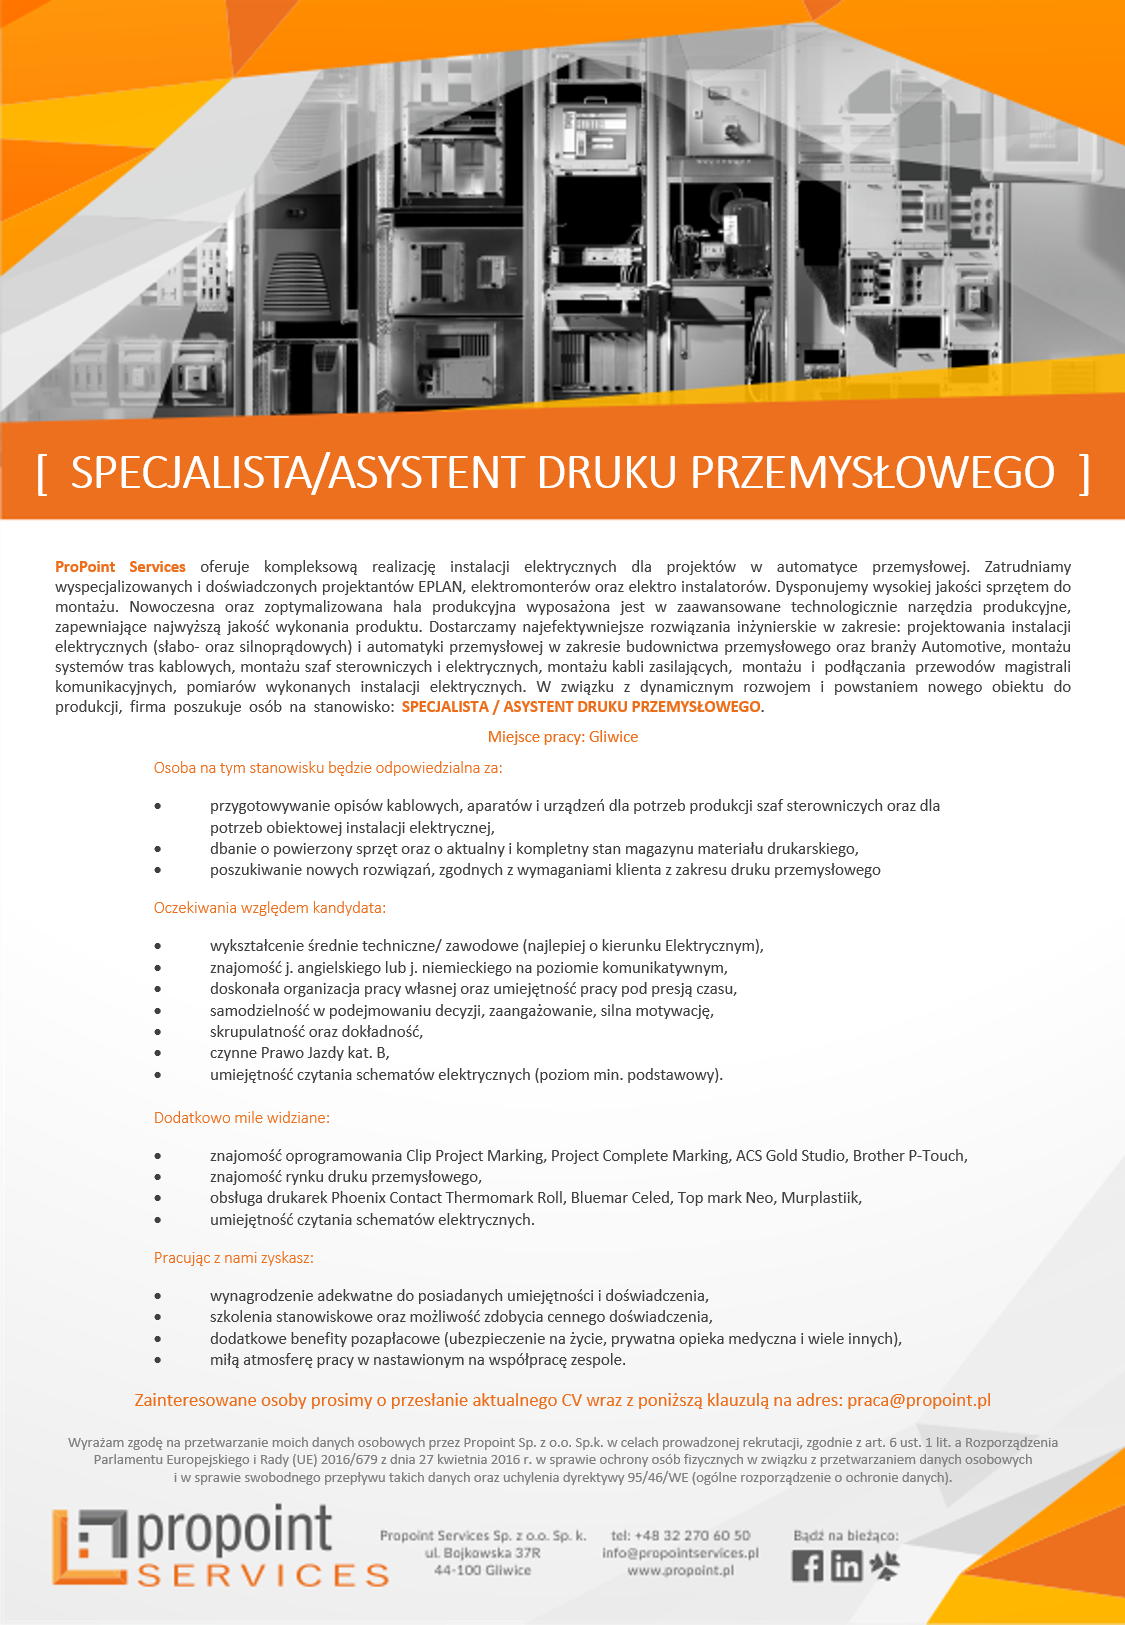 [ SPECJALISTA/ASYSTENT DRUKU PRZEMYSŁOWEGO ]
ProPoint Services oferuje kompleksową realizację instalacji elektrycznych dla projektów w automatyce przemysłowej. Zatrudniamy
wyspecjalizowanych i doświadczonych projektantów EPLAN, elektromonterów oraz elektro instalatorów. Dysponujemy wysokiej jakości sprzętem do
montażu. Nowoczesna oraz zoptymalizowana hala produkcyjna wyposażona jest w zaawansowane technologicznie narzędzia produkcyjne,
zapewniające najwyższą jakość wykonania produktu. Dostarczamy najefektywniejsze rozwiązania inżynierskie w zakresie: projektowania instalacji
elektrycznych (słabo- oraz silnoprądowych) i automatyki przemysłowej w zakresie budownictwa przemysłowego oraz branży Automotive, montażu
systemów tras kablowych, montażu szaf sterowniczych i elektrycznych, montażu kabli zasilających, montażu i podłączania przewodów magistrali
komunikacyjnych, pomiarów wykonanych instalacji elektrycznych. W związku z dynamicznym rozwojem i powstaniem nowego obiektu do
produkcji, firma poszukuje osób na stanowisko: SPECJALISTA / ASYSTENT DRUKU PRZEMYSŁOWEGO.
Miejsce pracy: Gliwice
Osoba na tym stanowisku będzie odpowiedzialna za:
• przygotowywanie opisów kablowych, aparatów i urządzeń dla potrzeb produkcji szaf sterowniczych oraz dla
potrzeb obiektowej instalacji elektrycznej,
• dbanie o powierzony sprzęt oraz o aktualny i kompletny stan magazynu materiału drukarskiego,
• poszukiwanie nowych rozwiązań, zgodnych z wymaganiami klienta z zakresu druku przemysłowego
Oczekiwania względem kandydata:
• wykształcenie średnie techniczne/ zawodowe (najlepiej o kierunku Elektrycznym),
• znajomość j. angielskiego lub j. niemieckiego na poziomie komunikatywnym,
• doskonała organizacja pracy własnej oraz umiejętność pracy pod presją czasu,
• samodzielność w podejmowaniu decyzji, zaangażowanie, silna motywację,
• skrupulatność oraz dokładność,
• czynne Prawo Jazdy kat. B,
• umiejętność czytania schematów elektrycznych (poziom min. podstawowy).
Dodatkowo mile widziane:
• znajomość oprogramowania Clip Project Marking, Project Complete Marking, ACS Gold Studio, Brother P-Touch,
• znajomość rynku druku przemysłowego,
• obsługa drukarek Phoenix Contact Thermomark Roll, Bluemar Celed, Top mark Neo, Murplastiik,
• umiejętność czytania schematów elektrycznych.
Pracując z nami zyskasz:
• wynagrodzenie adekwatne do posiadanych umiejętności i doświadczenia,
• szkolenia stanowiskowe oraz możliwość zdobycia cennego doświadczenia,
• dodatkowe benefity pozapłacowe (ubezpieczenie na życie, prywatna opieka medyczna i wiele innych),
• miłą atmosferę pracy w nastawionym na współpracę zespole.
Zainteresowane osoby prosimy o przesłanie aktualnego CV wraz z poniższą klauzulą na adres: praca@propoint.pl
Wyrażam zgodę na przetwarzanie moich danych osobowych przez Propoint Sp. z o.o. Sp.k. w celach prowadzonej rekrutacji, zgodnie z art. 6 ust. 1 lit. a Rozporządzenia
Parlamentu Europejskiego i Rady (UE) 2016/679 z dnia 27 kwietnia 2016 r. w sprawie ochrony osób fizycznych w związku z przetwarzaniem danych osobowych
i w sprawie swobodnego przepływu takich danych oraz uchylenia dyrektywy 95/46/WE (ogólne rozporządzenie o ochronie danych).
propoint
SERVICES
Propoint Services Sp. z o.o. Sp. k.
ul. Bojkowska 37R
44-100 Gliwice
tel: +48 32 270 60 50
info@propointservices.pl
www.propoint.pl
Bądź na bieżąco: